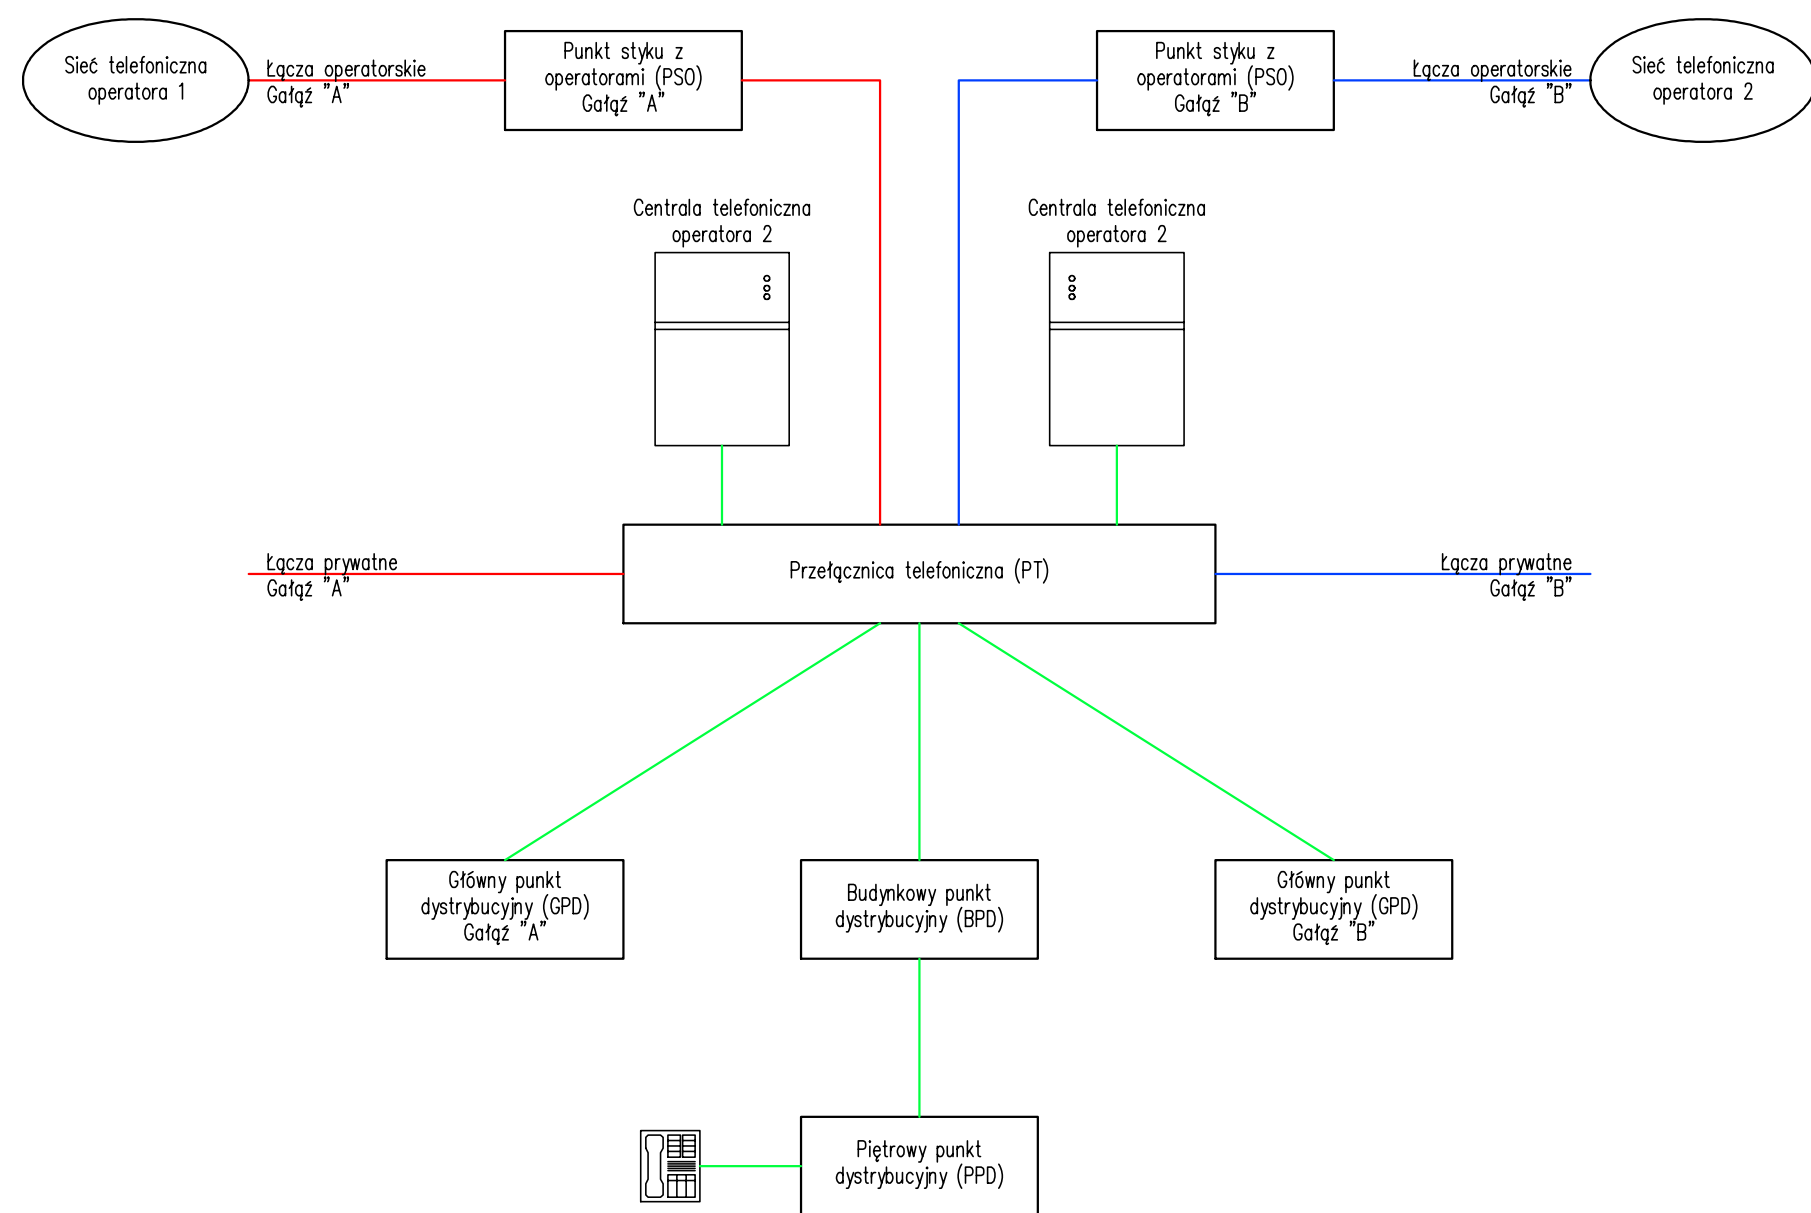 Sieć telefoniczna
operatora 1
Łącza operatorskie
Gałąź "A"
Punkt styku z
operatorami (PSO)
Gałąź "A"
Punkt styku z
operatorami (PSO)
Gałąź "B"
Łącza operatorskie
Gałąź "B"
Sieć telefoniczna
operatora 2
Centrala telefoniczna
operatora 2
Centrala telefoniczna
operatora 2
Łącza prywatne
Gałąź "A"
Przełącznica telefoniczna (PT)
Łącza prywatne
Gałąź "B"
Główny punkt
dystrybucyjny (GPD)
Gałąź "A"
Budynkowy punkt
dystrybucyjny (BPD)
Główny punkt
dystrybucyjny (GPD)
Gałąź "B"
Piętrowy punkt
dystrybucyjny (PPD)